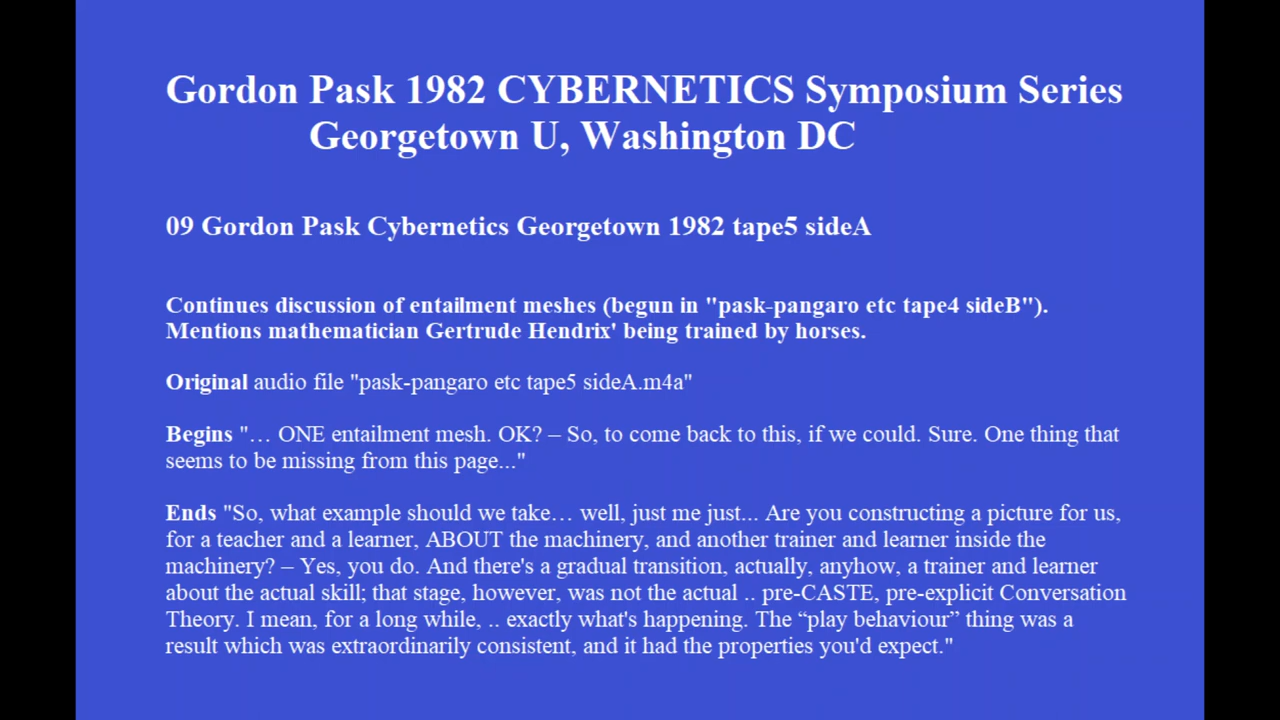 Gordon Pask 1982 CYBERNETICS Symposium Series
Georgetown U, Washington DC
09 Gordon Pask Cybernetics Georgetown 1982 tape5 sideA
Continues discussion of entailment meshes (begun in "pask-pangaro etc tape4 sideB").
Mentions mathematician Gertrude Hendrix' being trained by horses.
Original audio file "pask-pangaro etc tape5 sideA.m4a"
Begins "… ONE entailment mesh. OK? – So, to come back to this, if we could. Sure. One thing that
seems to be missing from this page..."
Ends "So, what example should we take… well, just me just... Are you constructing a picture for us,
for a teacher and a learner, ABOUT the machinery, and another trainer and learner inside the
machinery? – Yes, you do. And there's a gradual transition, actually, anyhow, a trainer and learner
about the actual skill; that stage, however, was not the actual .. pre-CASTE, pre-explicit Conversation
Theory. I mean, for a long while, .. exactly what's happening. The “play behaviour” thing was a
result which was extraordinarily consistent, and it had the properties you'd expect."